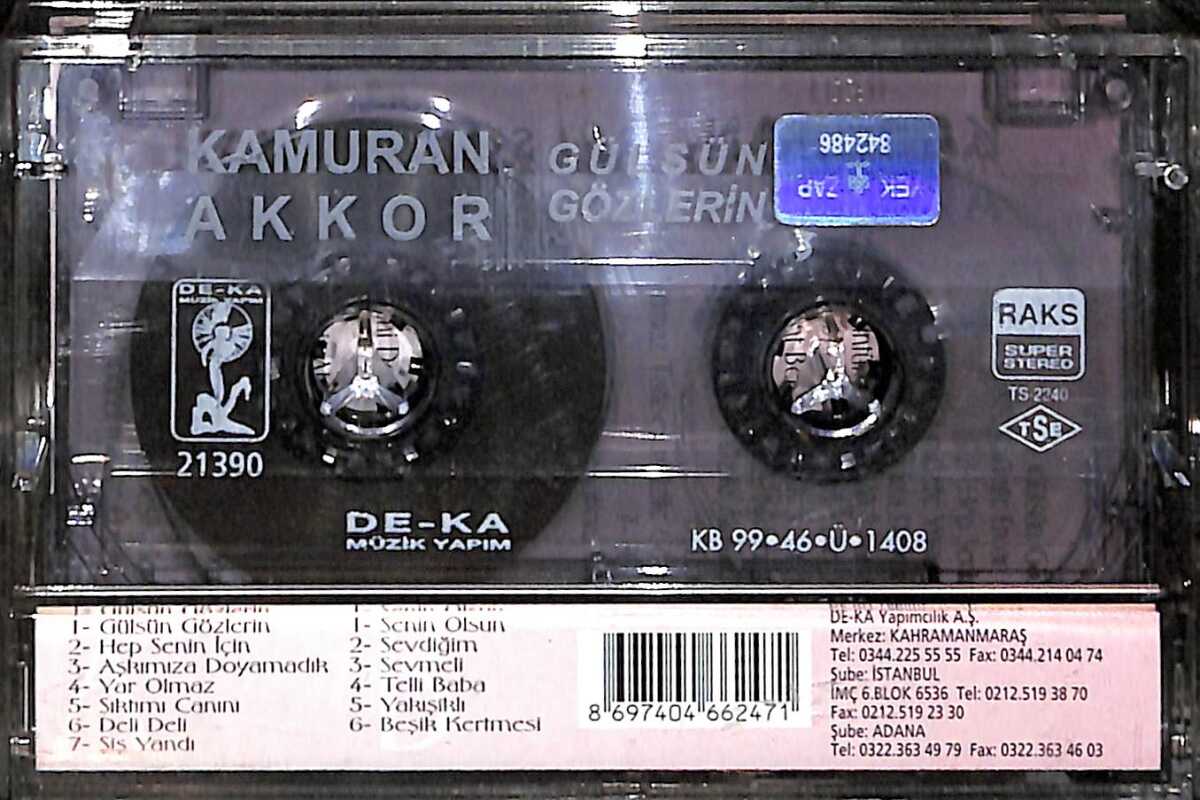 KAMURAN
AKKOR
GÜLSÜN
GÖZLERİN
842486
ZAP
DE-KA
MÜZİK YAPIM
21390
RAKS
SUPER
STEREO
TS 2240
TSE
DE-KA
MÜZİK YAPIM
KB 99•46•Ü•1408
1- Gülsün Gözlerin
2- Hep Senin İçin
3- Aşkımıza Doyamadık
4- Yar Olmaz
5- Sıktımı Canını
6- Deli Deli
7- Sis Yandı
1- Senin Olsun
2- Sevdiğim
3- Sevmeli
4- Telli Baba
5- Yakışıklı
6- Beşik Kertmesi
8 697404 662471
DE-KA Yapımcılık A.Ş.
Merkez: KAHRAMANMARAŞ
Tel: 0344.225 55 55 Fax: 0344.214 04 74
Şube: İSTANBUL
İMÇ 6.BLOK 6536 Tel: 0212.519 38 70
Fax: 0212.519 23 30
Şube: ADANA
Tel: 0322.363 49 79 Fax: 0322.363 46 03